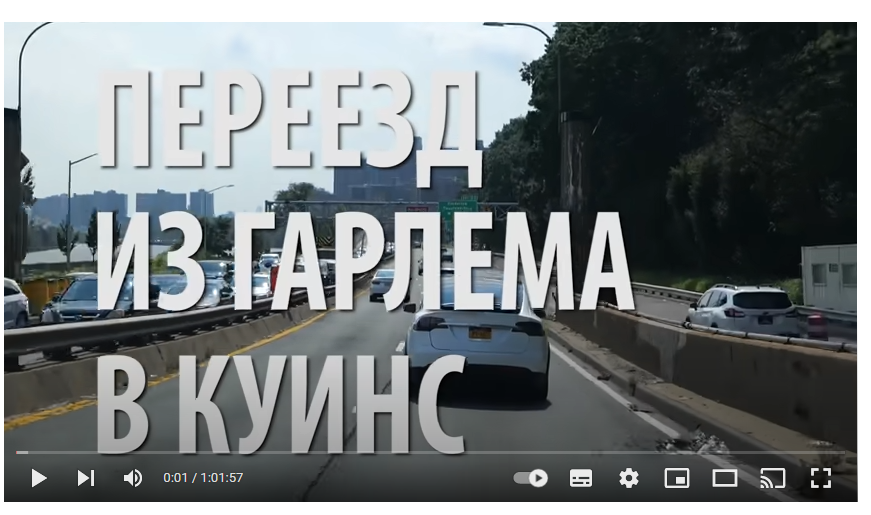 ПЕРЕЕЗД
ИЗ ГАРЛЕМА
В КУИНС
0:01 / 1:01:57